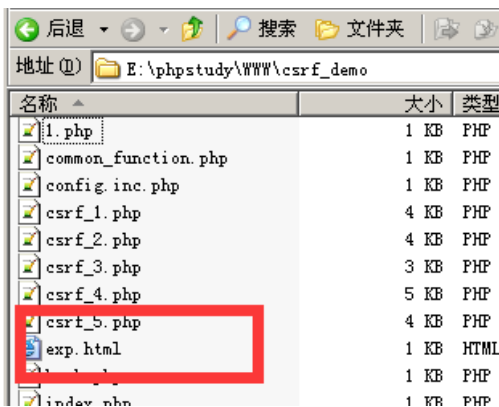 后退 搜索 文件夹
地址(D) E:\phpstudy\WWW\csrf_demo
名称 大小 类型
1.php 1 KB PHP
common_function.php 1 KB PHP
config.inc.php 1 KB PHP
csrf_1.php 4 KB PHP
csrf_2.php 4 KB PHP
csrf_3.php 3 KB PHP
csrf_4.php 5 KB PHP
csrf_5.php 4 KB PHP
exp.html 1 KB HTML
1 KB PHP
index.php 1 KB PHP